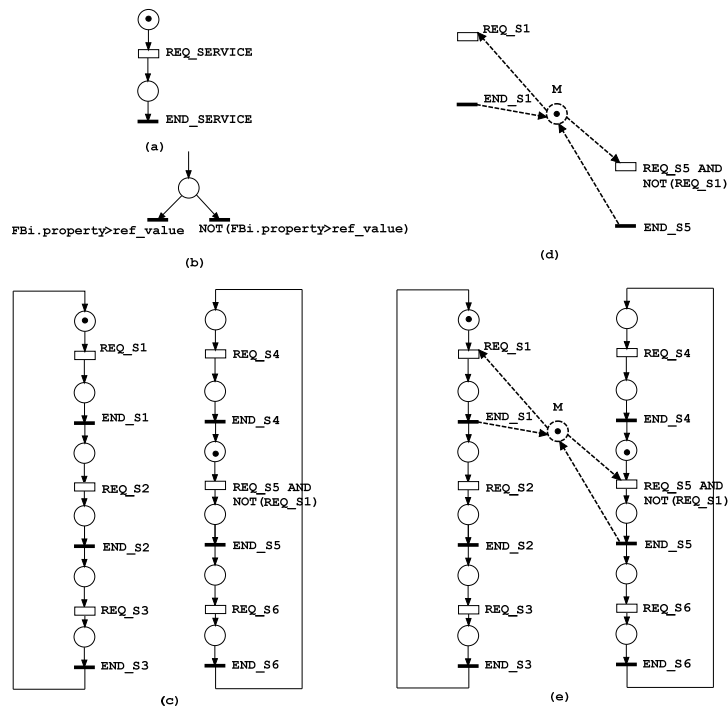 REQ_SERVICE
END_SERVICE
(a)
FBi.property>ref_value
NOT(FBi.property>ref_value)
(b)
REQ_S1
M
END_S1
REQ_S5 AND
NOT(REQ_S1)
END_S5
(d)
REQ_S1
END_S1
REQ_S2
END_S2
REQ_S3
END_S3
REQ_S4
END_S4
REQ_S5 AND
NOT(REQ_S1)
END_S5
REQ_S6
END_S6
(c)
REQ_S1
M
END_S1
REQ_S2
END_S2
REQ_S3
END_S3
REQ_S4
END_S4
REQ_S5 AND
NOT(REQ_S1)
END_S5
REQ_S6
END_S6
(e)